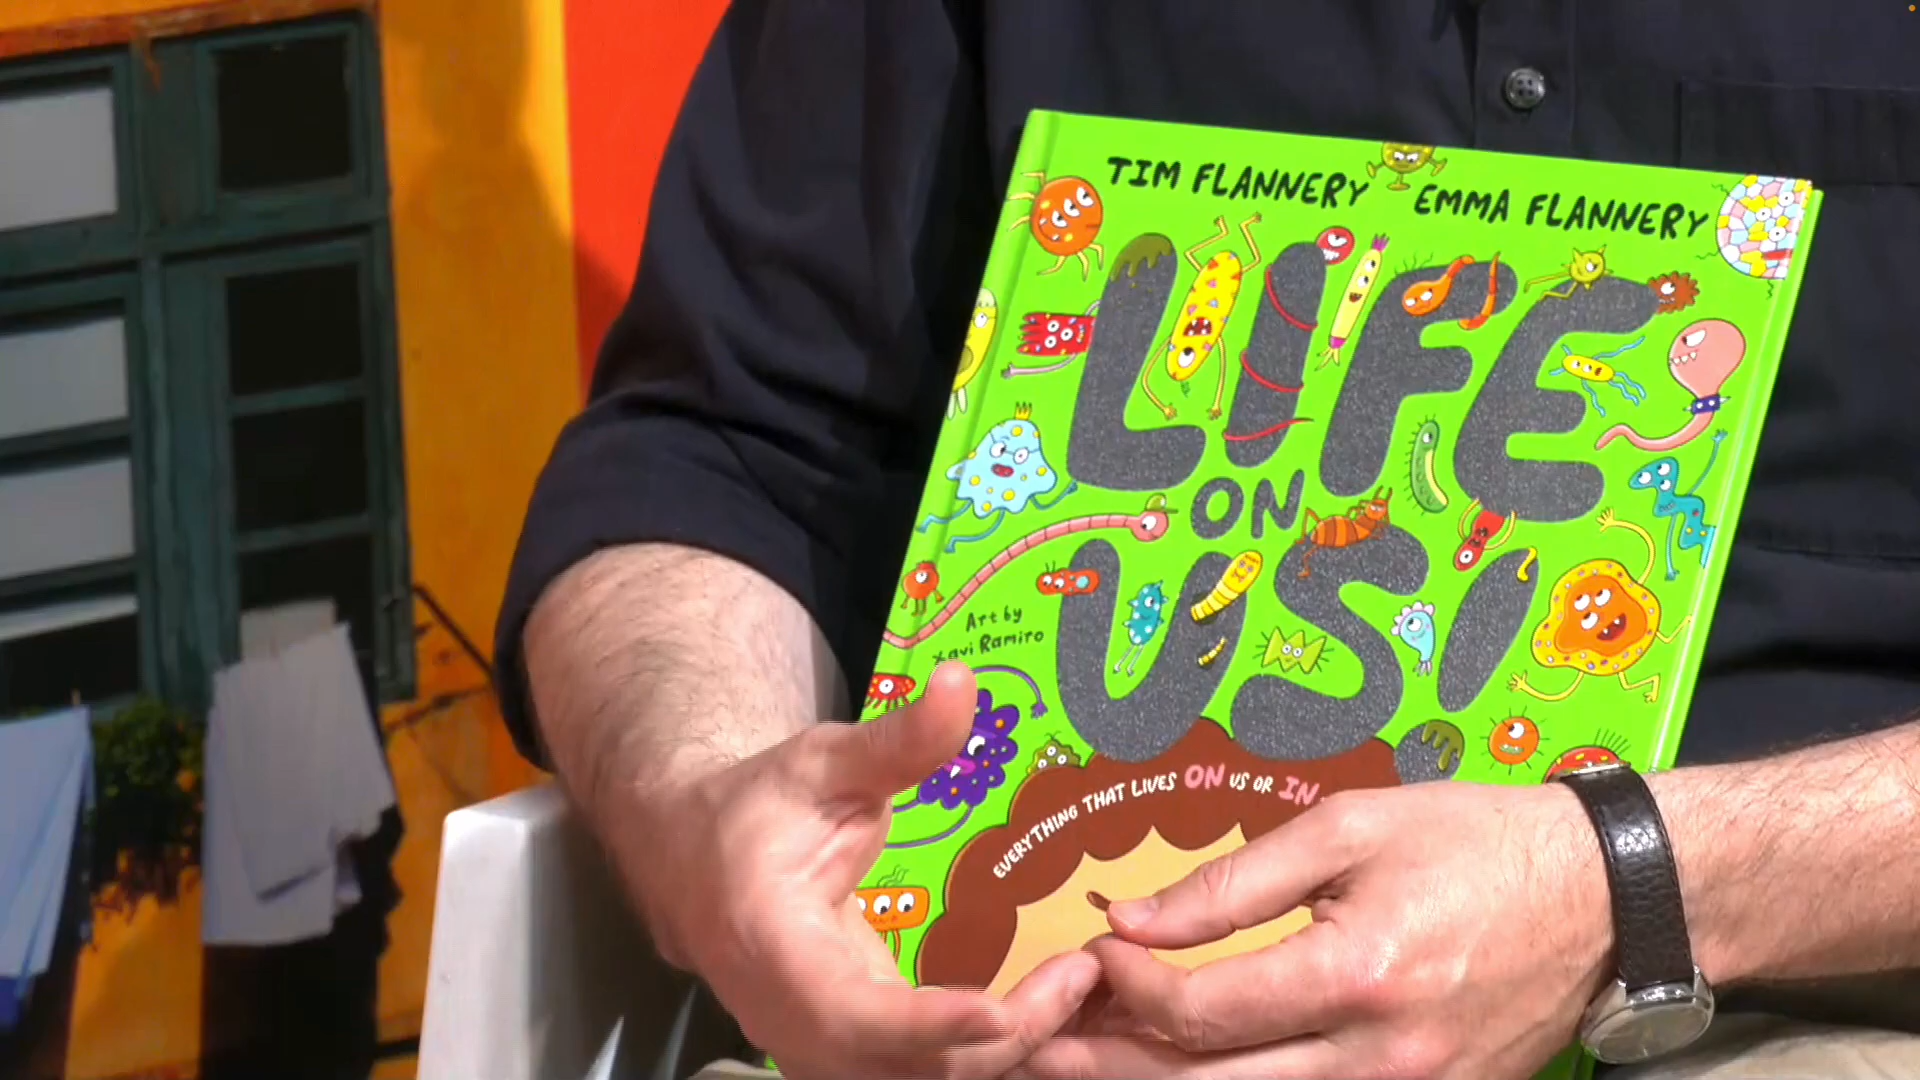 TIM FLANNERY EMMA FLANNERY
LIFE
ON
US!
Art by
Xavi Ramiro
EVERYTHING THAT LIVES ON US OR IN